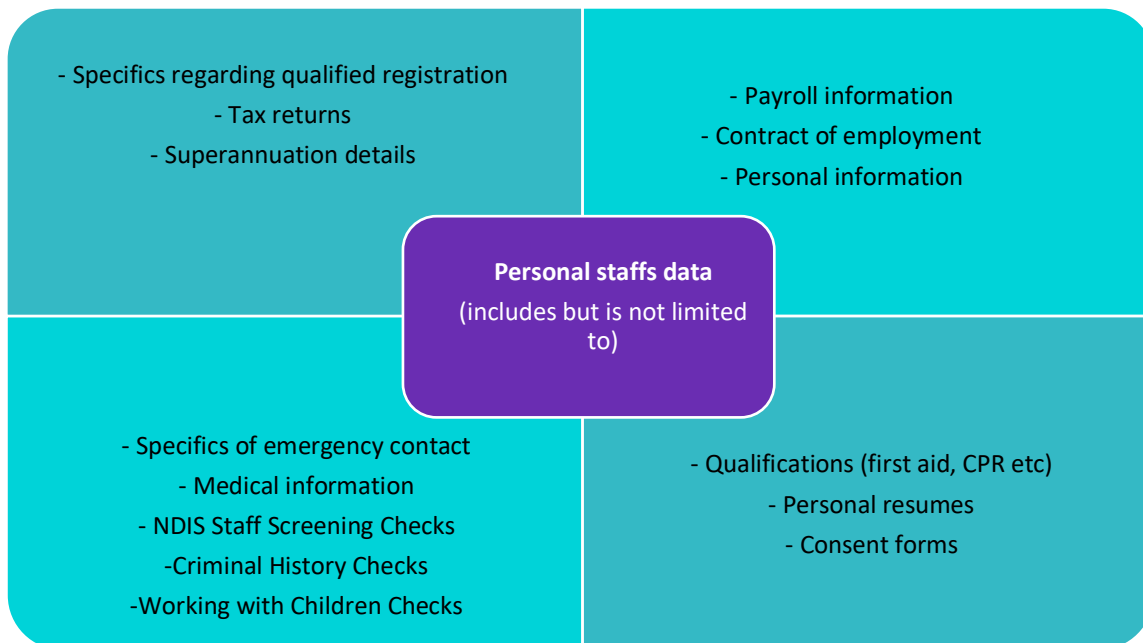 - Specifics regarding qualified registration
- Tax returns
- Superannuation details
- Payroll information
- Contract of employment
- Personal information
Personal staffs data
(includes but is not limited
to)
- Specifics of emergency contact
- Medical information
- NDIS Staff Screening Checks
-Criminal History Checks
-Working with Children Checks
- Qualifications (first aid, CPR etc)
- Personal resumes
- Consent forms